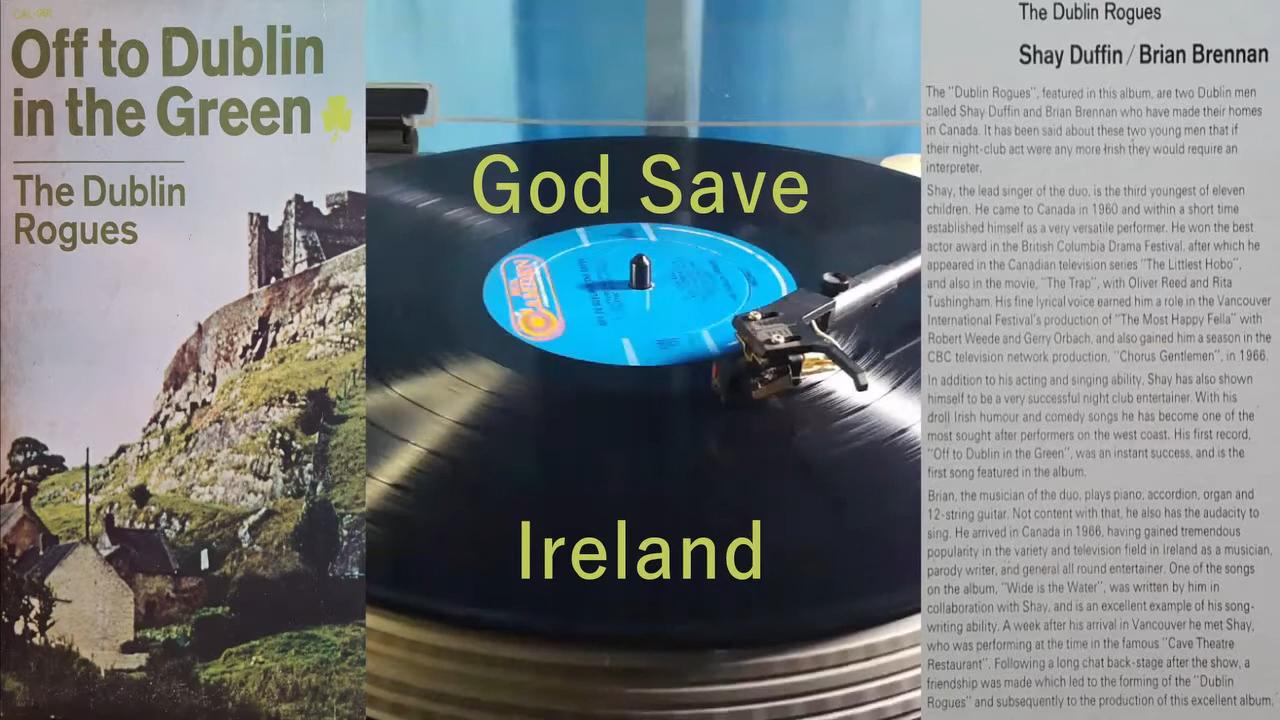 CAL-901
Off to Dublin
in the Green
The Dublin
Rogues
God Save
Ireland
The Dublin Rogues
Shay Duffin / Brian Brennan
The "Dublin Rogues", featured in this album, are two Dublin men
called Shay Duffin and Brian Brennan who have made their homes
in Canada. It has been said about these two young men that if
their night-club act were any more Irish they would require an
interpreter.
Shay, the lead singer of the duo, is the third youngest of eleven
children. He came to Canada in 1960 and within a short time
established himself as a very versatile performer. He won the best
actor award in the British Columbia Drama Festival, after which he
appeared in the Canadian television series "The Littlest Hobo",
and also in the movie, "The Trap", with Oliver Reed and Rita
Tushingham. His fine lyrical voice earned him a role in the Vancouver
International Festival's production of "The Most Happy Fella" with
Robert Weede and Gerry Orbach, and also gained him a season in the
CBC television network production, "Chorus Gentlemen", in 1966.
In addition to his acting and singing ability, Shay has also shown
himself to be a very successful night club entertainer. With his
droll Irish humour and comedy songs he has become one of the
most sought after performers on the west coast. His first record,
"Off to Dublin in the Green", was an instant success, and is the
first song featured in the album.
Brian, the musician of the duo, plays piano, accordion, organ and
12-string guitar. Not content with that, he also has the audacity to
sing. He arrived in Canada in 1966, having gained tremendous
popularity in the variety and television field in Ireland as a musician,
parody writer, and general all round entertainer. One of the songs
on the album, "Wide is the Water", was written by him in
collaboration with Shay, and is an excellent example of his song-
writing ability. A week after his arrival in Vancouver he met Shay,
who was performing at the time in the famous "Cave Theatre
Restaurant". Following a long chat back-stage after the show, a
friendship was made which led to the forming of the "Dublin
Rogues" and subsequently to the production of this excellent album.